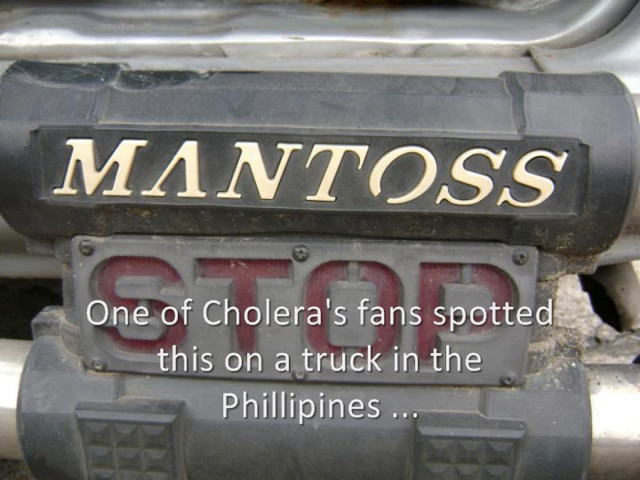 MANTOSS
STOP
One of Cholera's fans spotted
this on a truck in the
Phillipines ...